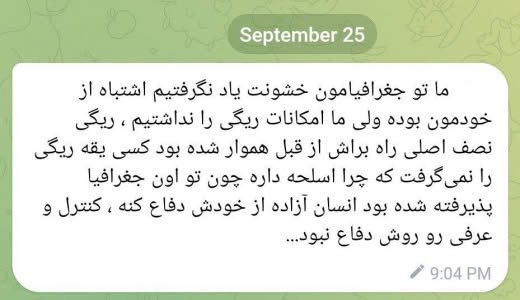 September 25
ما تو جغرافیامون خشونت یاد نگرفتیم اشتباه از
خودمون بوده ولی ما امکانات ریگی را نداشتیم ، ریگی
نصف اصلی راه براش از قبل هموار شده بود کسی یقه ریگی
را نمی‌گرفت که چرا اسلحه داره چون تو اون جغرافیا
پذیرفته شده بود انسان آزاده از خودش دفاع کنه ، کنترل و
عرفی رو روش دفاع نبود...
9:04 PM